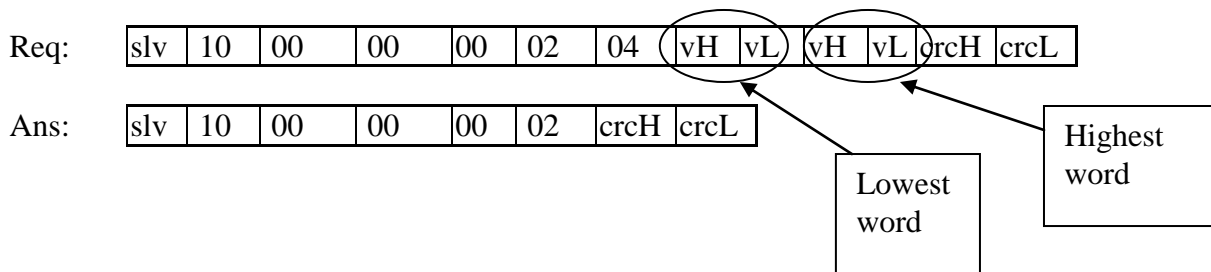 Req: slv 10 00 00 00 02 04 vH vL vH vL crcH crcL
Ans: slv 10 00 00 00 02 crcH crcL
Highest
word
Lowest
word